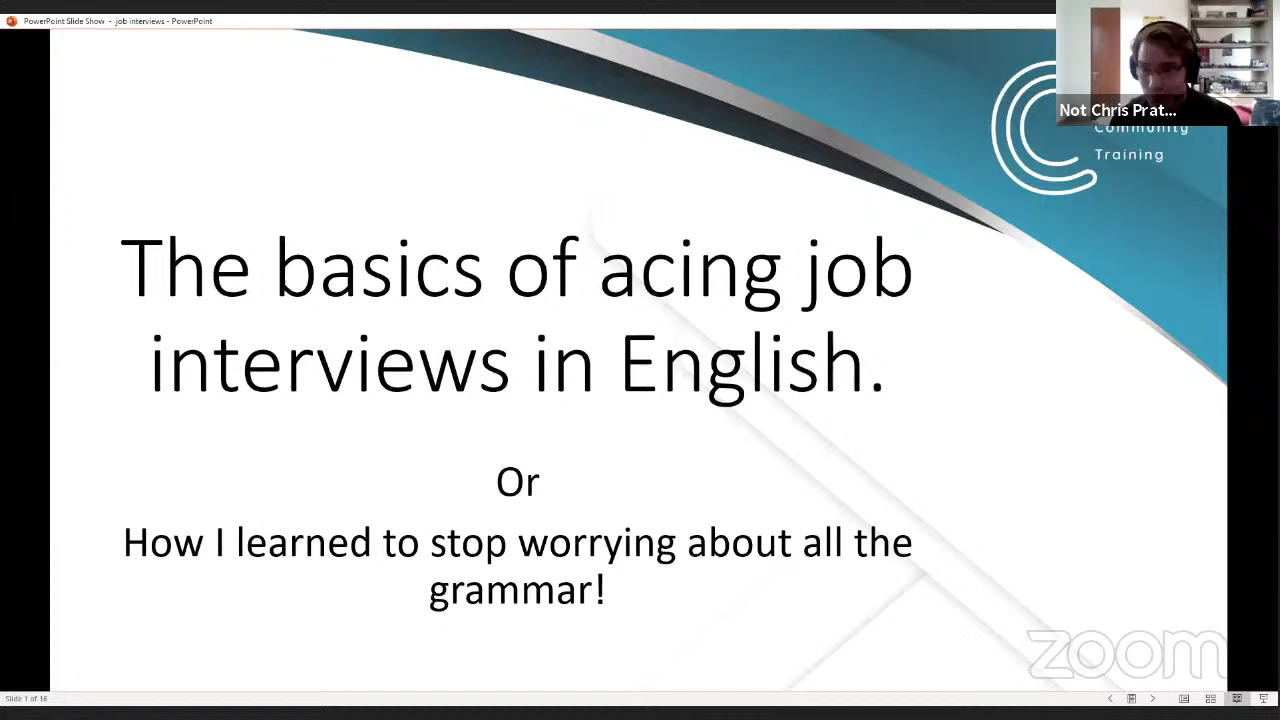 PowerPoint Slide Show - job interviews - PowerPoint
Not Chris Prat...
Community
Training
The basics of acing job
interviews in English.
Or
How I learned to stop worrying about all the
grammar!
zoom
Slide 1 of 16